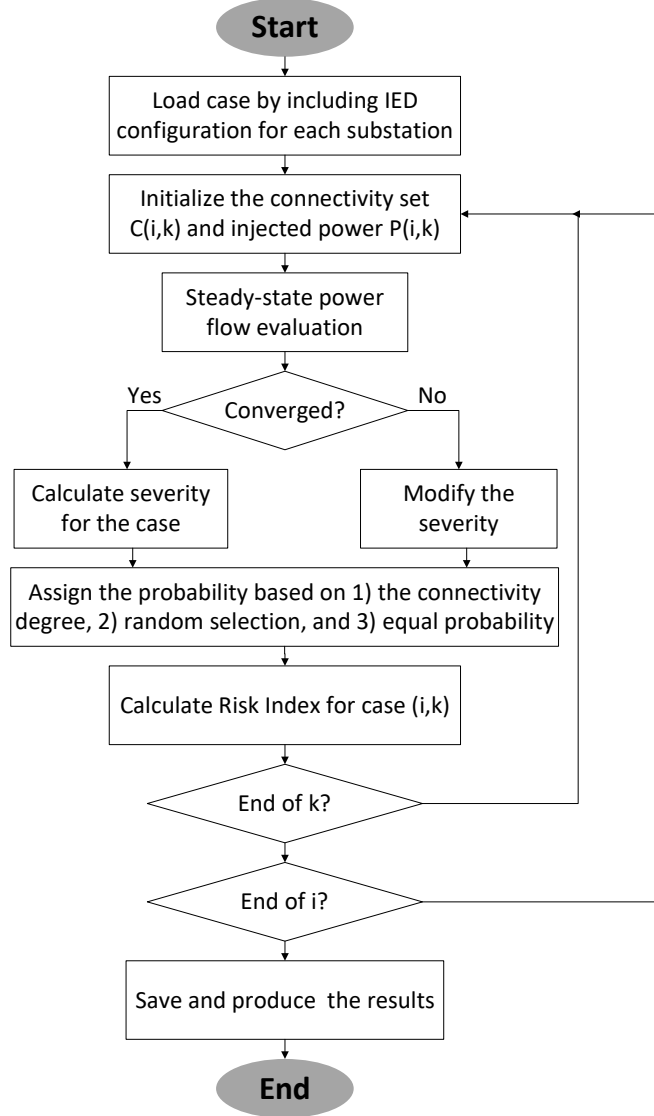 Start
Load case by including IED
configuration for each substation
Initialize the connectivity set
C(i,k) and injected power P(i,k)
Steady-state power
flow evaluation
Yes
Converged?
No
Calculate severity
for the case
Modify the
severity
Assign the probability based on 1) the connectivity
degree, 2) random selection, and 3) equal probability
Calculate Risk Index for case (i,k)
End of k?
End of i?
Save and produce the results
End